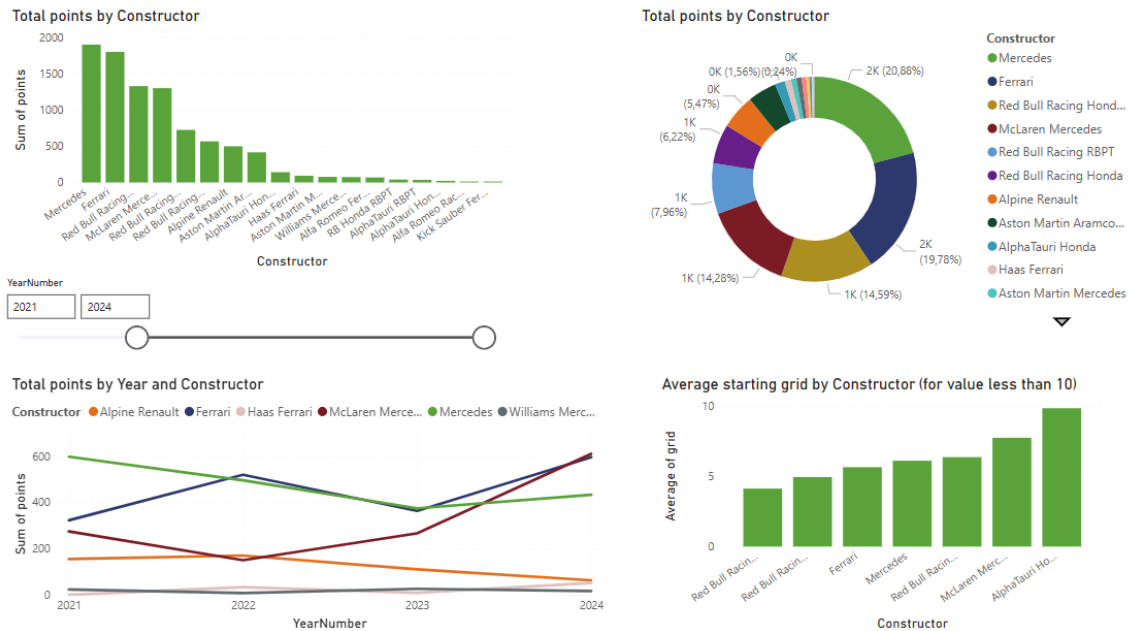 Total points by Constructor
2000
1500
1000
500
0
Sum of points
Mercedes
Ferrari
Red Bull Racing...
McLaren Merce...
Red Bull Racing...
Red Bull Racing...
Alpine Renault
Aston Martin Ar...
AlphaTauri Hon...
Haas Ferrari
Aston Martin M...
Williams Merce...
Alfa Romeo Fer...
RB Honda RBPT
AlphaTauri RBPT
AlphaTauri Hon...
Alfa Romeo Rac...
Kick Sauber Fer...
Constructor
Total points by Constructor
0K
0K (1,56%)
(0,24%)
2K (20,88%)
0K
(5,47%)
1K
(6,22%)
1K
(7,96%)
1K (14,28%)
1K (14,59%)
2K
(19,78%)
Constructor
Mercedes
Ferrari
Red Bull Racing Hond...
McLaren Mercedes
Red Bull Racing RBPT
Red Bull Racing Honda
Alpine Renault
Aston Martin Aramco...
AlphaTauri Honda
Haas Ferrari
Aston Martin Mercedes
YearNumber
2021
2024
Total points by Year and Constructor
Constructor Alpine Renault Ferrari Haas Ferrari McLaren Merce... Mercedes Williams Merc...
600
400
200
0
Sum of points
2021 2022 2023 2024
YearNumber
Average starting grid by Constructor (for value less than 10)
10
5
0
Average of grid
Red Bull Racin...
Red Bull Racin...
Ferrari
Mercedes
Red Bull Racin...
McLaren Merc...
AlphaTauri Ho...
Constructor